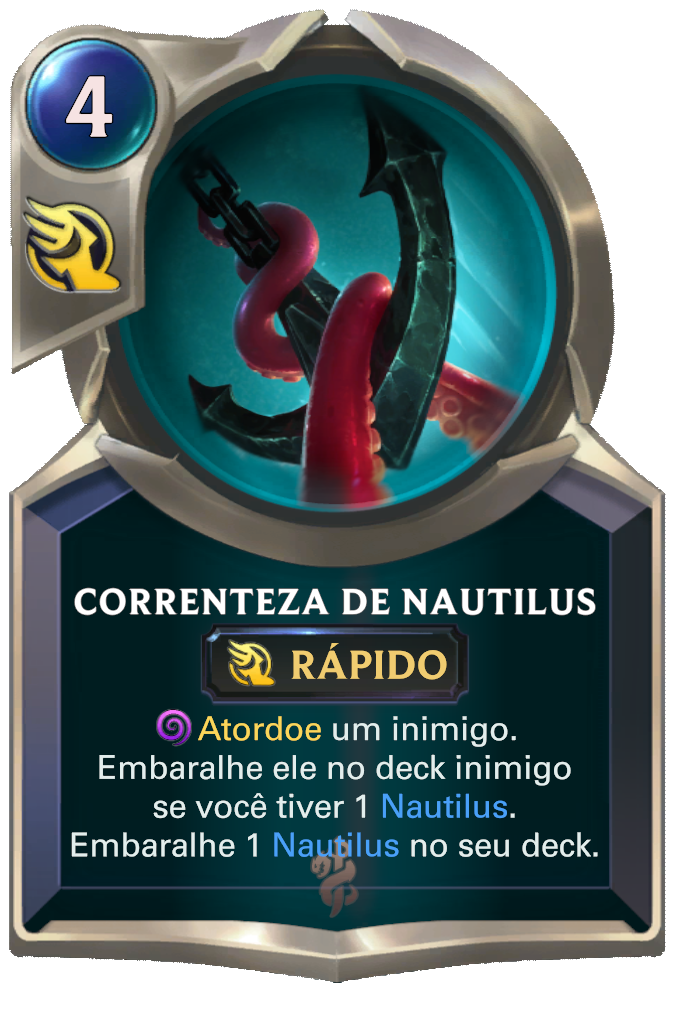 4
CORRENTEZA DE NAUTILUS
RÁPIDO
Atordoe um inimigo.
Embaralhe ele no deck inimigo
se você tiver 1 Nautilus.
Embaralhe 1 Nautilus no seu deck.